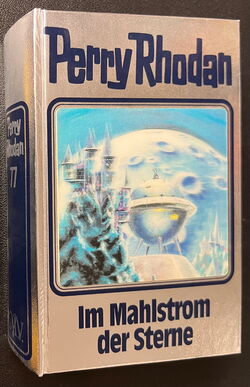 Perry Rhodan
Perry
Rhodan
77
Im Mahlstrom
der Sterne